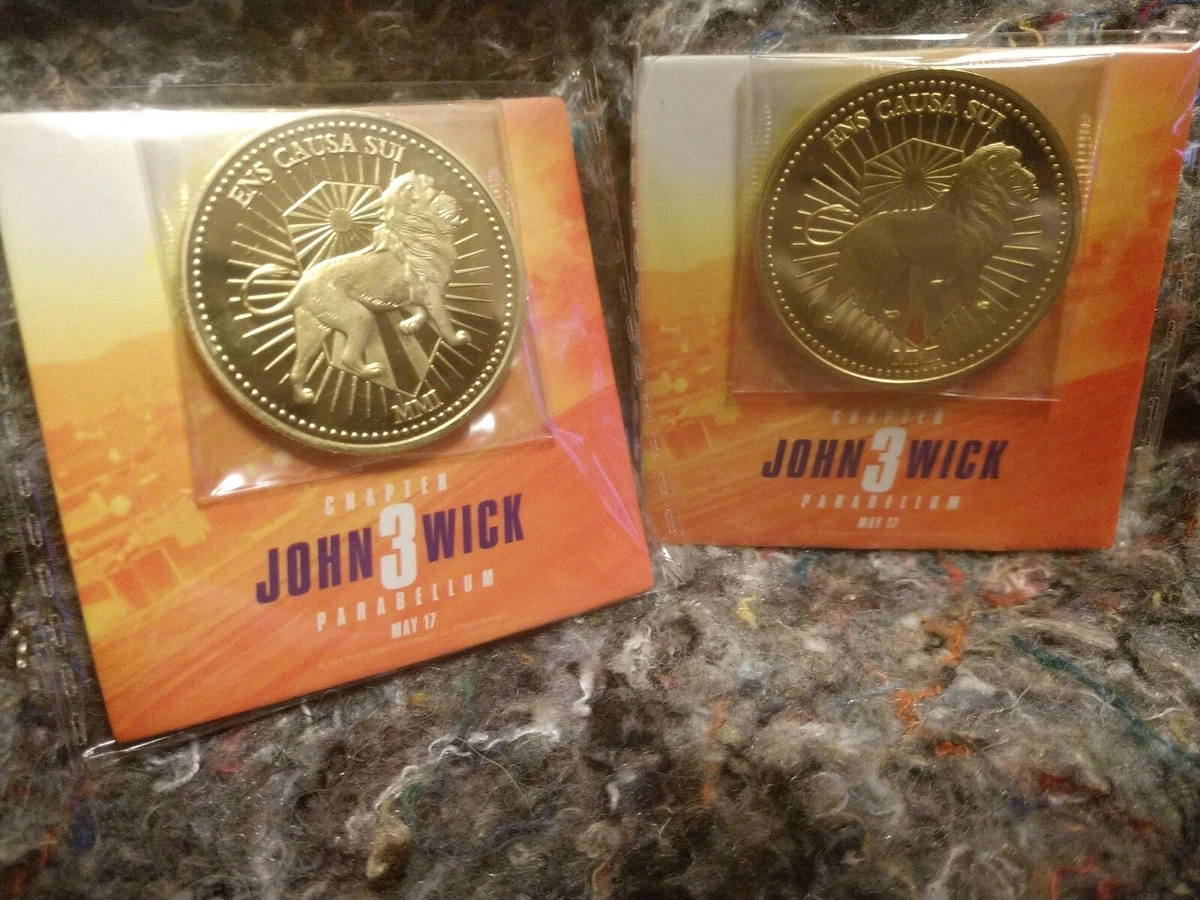 ENS CAUSA SUI
MMI
CHAPTER
JOHN 3 WICK
PARABELLUM
MAY 17
ENS CAUSA SUI
CHAPTER
JOHN 3 WICK
PARABELLUM
MAY 17